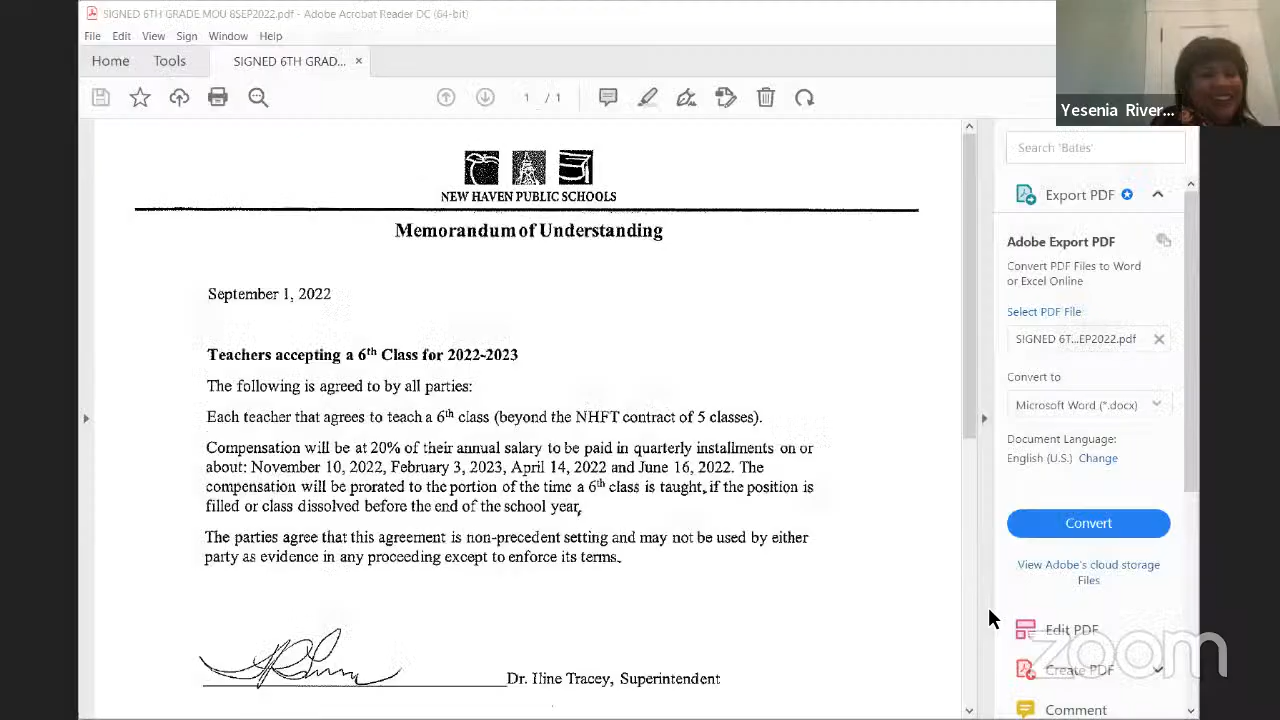 SIGNED 6TH GRADE MOU 6SEP2022.pdf - Adobe Acrobat Reader DC (64-bit)
File Edit View Sign Window Help
Home Tools SIGNED 6TH GRAD... ×
1 / 1
Yesenia River...
NEW HAVEN PUBLIC SCHOOLS
Memorandum of Understanding
September 1, 2022
Teachers accepting a 6th Class for 2022-2023
The following is agreed to by all parties:
Each teacher that agrees to teach a 6th class (beyond the NHFT contract of 5 classes).
Compensation will be at 20% of their annual salary to be paid in quarterly installments on or
about: November 10, 2022, February 3, 2023, April 14, 2022 and June 16, 2022. The
compensation will be prorated to the portion of the time a 6th class is taught, if the position is
filled or class dissolved before the end of the school year,
The parties agree that this agreement is non-precedent setting and may not be used by either
party as evidence in any proceeding except to enforce its terms.
Dr. Iline Tracey, Superintendent
Search 'Bates'
Export PDF
Adobe Export PDF
Convert PDF Files to Word
or Excel Online
Select PDF File
SIGNED 6T...EP2022.pdf
Convert to
Microsoft Word (*.docx)
Document Language:
English (U.S.) Change
Convert
View Adobe's cloud storage
Files
Edit PDF
Create PDF
Comment
zoom